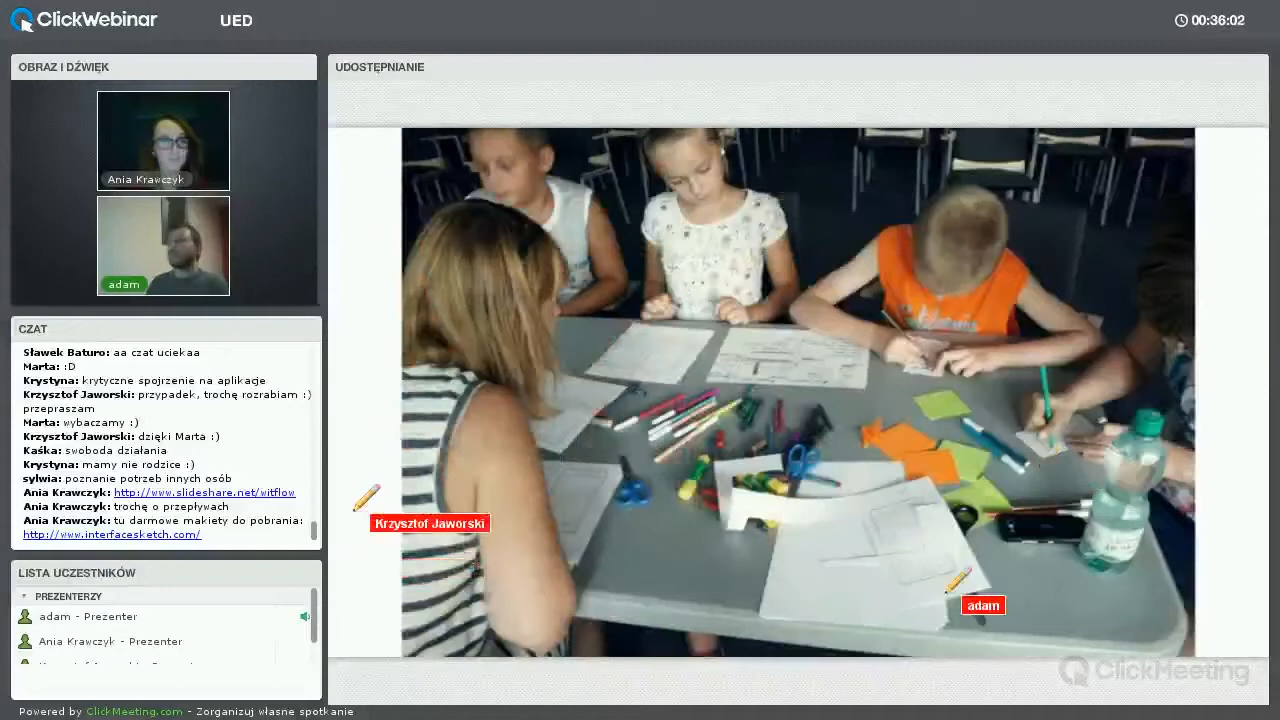 ClickWebinar
UED
00:36:02
OBRAZ I DŹWIĘK
Ania Krawczyk
adam
CZAT
Sławek Baturo: aa czat uciekaa
Marta: :D
Krystyna: krytyczne spojrzenie na aplikacje
Krzysztof Jaworski: przypadek, trochę rozrabiam :)
przepraszam
Marta: wybaczamy :)
Krzysztof Jaworski: dzięki Marta :)
Kaśka: swoboda działania
Krystyna: mamy nie rodzice :)
sylwia: poznanie potrzeb innych osób
Ania Krawczyk: http://www.slideshare.net/witflow
Ania Krawczyk: trochę o przepływach
Ania Krawczyk: tu darmowe makiety do pobrania:
http://www.interfacesketch.com/
LISTA UCZESTNIKÓW
PREZENTERZY
adam - Prezenter
Ania Krawczyk - Prezenter
Powered by ClickMeeting.com - Zorganizuj własne spotkanie
UDOSTĘPNIANIE
Krzysztof Jaworski
adam
ClickMeeting